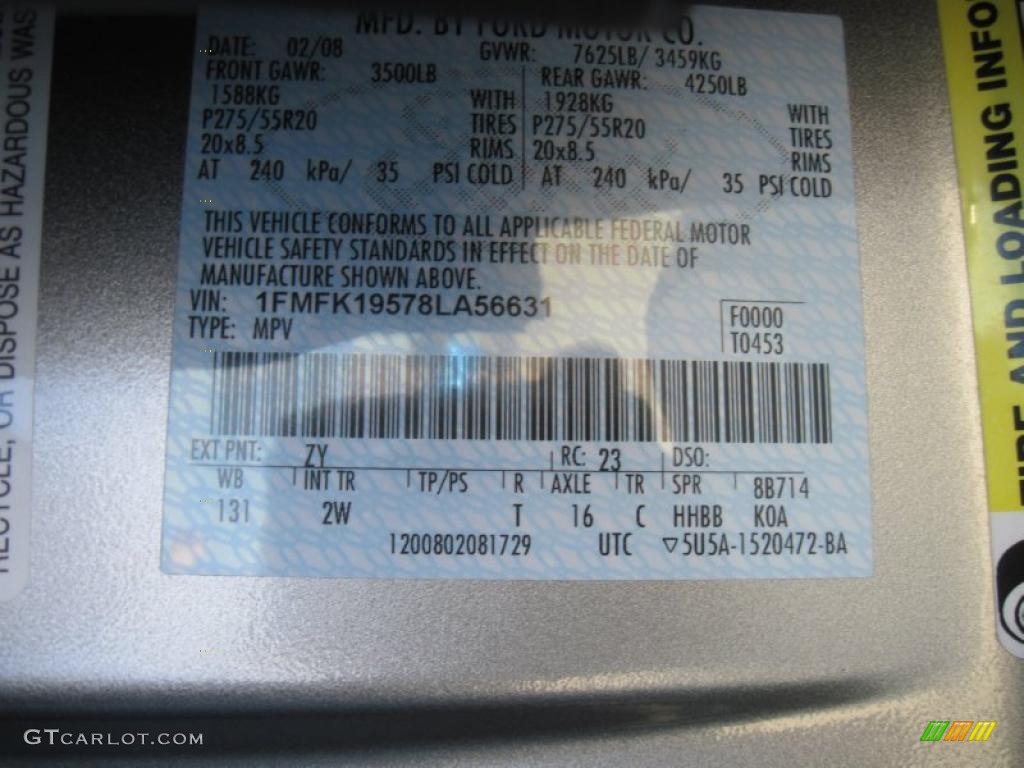 MFD. BY FORD MOTOR CO.
DATE: 02/08 GVWR: 7625LB/ 3459KG
FRONT GAWR: 3500LB REAR GAWR: 4250LB
1588KG WITH 1928KG WITH
P275/55R20 TIRES P275/55R20 TIRES
20x8.5 RIMS 20x8.5 RIMS
AT 240 kPa/ 35 PSI COLD AT 240 kPa/ 35 PSI COLD
THIS VEHICLE CONFORMS TO ALL APPLICABLE FEDERAL MOTOR
VEHICLE SAFETY STANDARDS IN EFFECT ON THE DATE OF
MANUFACTURE SHOWN ABOVE.
VIN: 1FMFK19578LA56631 F0000
TYPE: MPV T0453
EXT PNT: ZY RC: 23 DSO:
WB INT TR TP/PS R AXLE TR SPR 8B714
131 2W T 16 C HHBB K0A
1200802081729 UTC ▽5U5A-1520472-BA
RECYCLE, OR DISPOSE AS HAZARDOUS WAS
TIRE AND LOADING INFO
GTCARLOT.COM